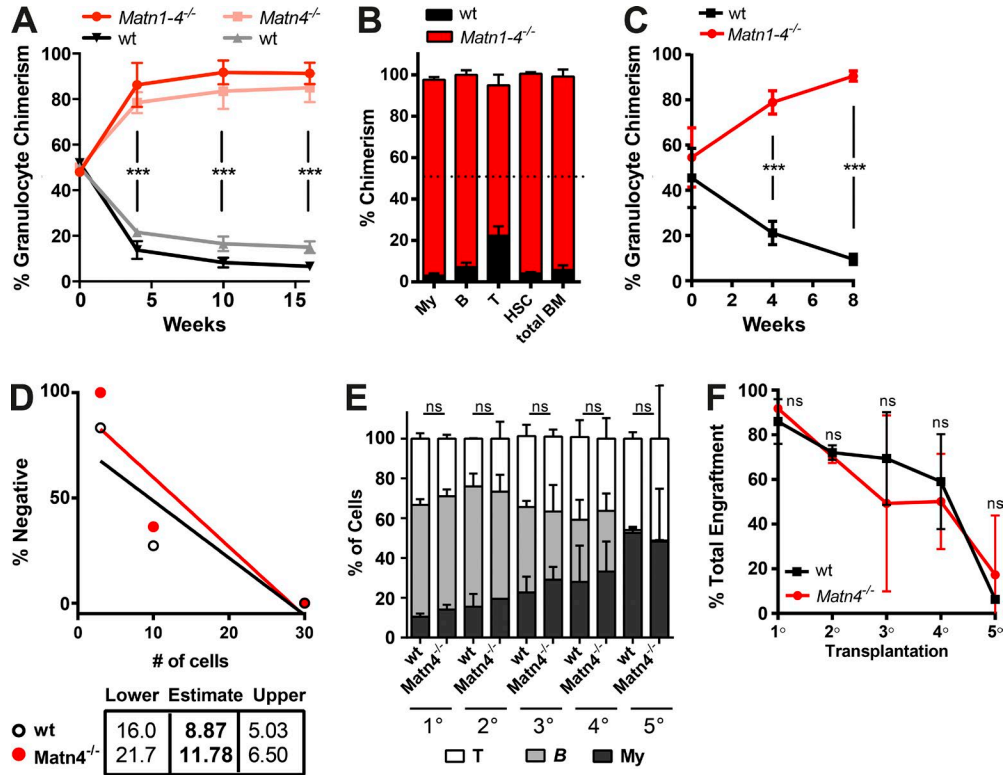 A
Matn1-4-/- Matn4-/-
wt wt
% Granulocyte Chimerism
100
80
60
40
20
0
*** *** ***
0 5 10 15
Weeks
B
wt
Matn1-4-/-
% Chimerism
100
80
60
40
20
0
My B T HSC total BM
C
wt
Matn1-4-/-
% Granulocyte Chimerism
100
80
60
40
20
0
*** ***
0 2 4 6 8
Weeks
D
% Negative
100
50
0
0 10 20 30
# of cells
Lower Estimate Upper
wt 16.0 8.87 5.03
Matn4-/- 21.7 11.78 6.50
E
ns ns ns ns ns
% of Cells
100
80
60
40
20
0
wt Matn4-/- wt Matn4-/- wt Matn4-/- wt Matn4-/- wt Matn4-/-
1° 2° 3° 4° 5°
T B My
F
ns ns ns ns ns
% Total Engraftment
100
80
60
40
20
0
wt
Matn4-/-
1° 2° 3° 4° 5°
Transplantation